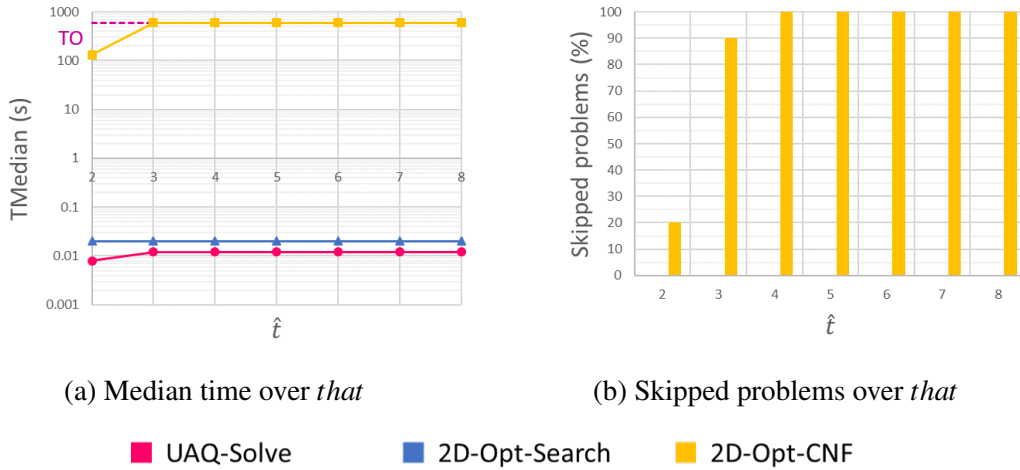 1000
TO
100
10
1
0.1
0.01
0.001
TMedian (s)
2 3 4 5 6 7 8
t̂
100
90
80
70
60
50
40
30
20
10
0
Skipped problems (%)
2 3 4 5 6 7 8
t̂
(a) Median time over that
(b) Skipped problems over that
UAQ-Solve 2D-Opt-Search 2D-Opt-CNF